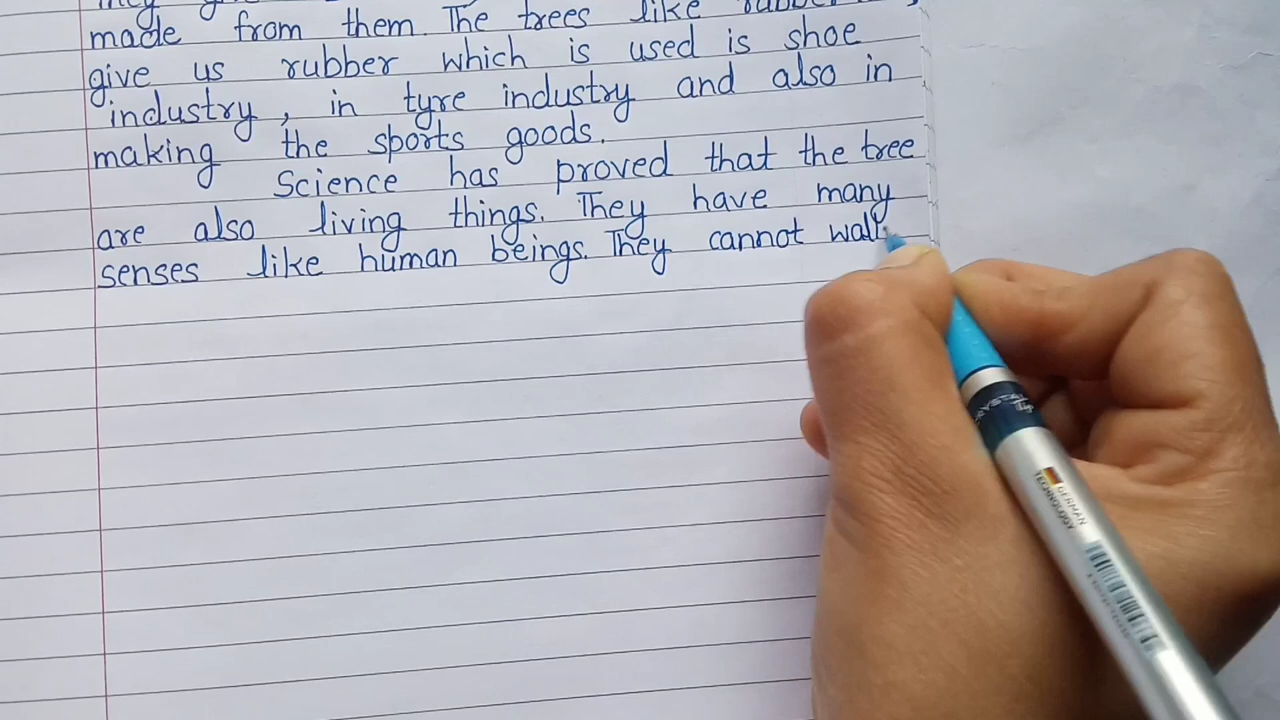 made from them. The trees like
give us rubber which is used is shoe
industry, in tyre industry and also in
making the sports goods.
Science has proved that the tree
are also living things. They have many
senses like human beings. They cannot
GERMAN
TECHNOLOGY